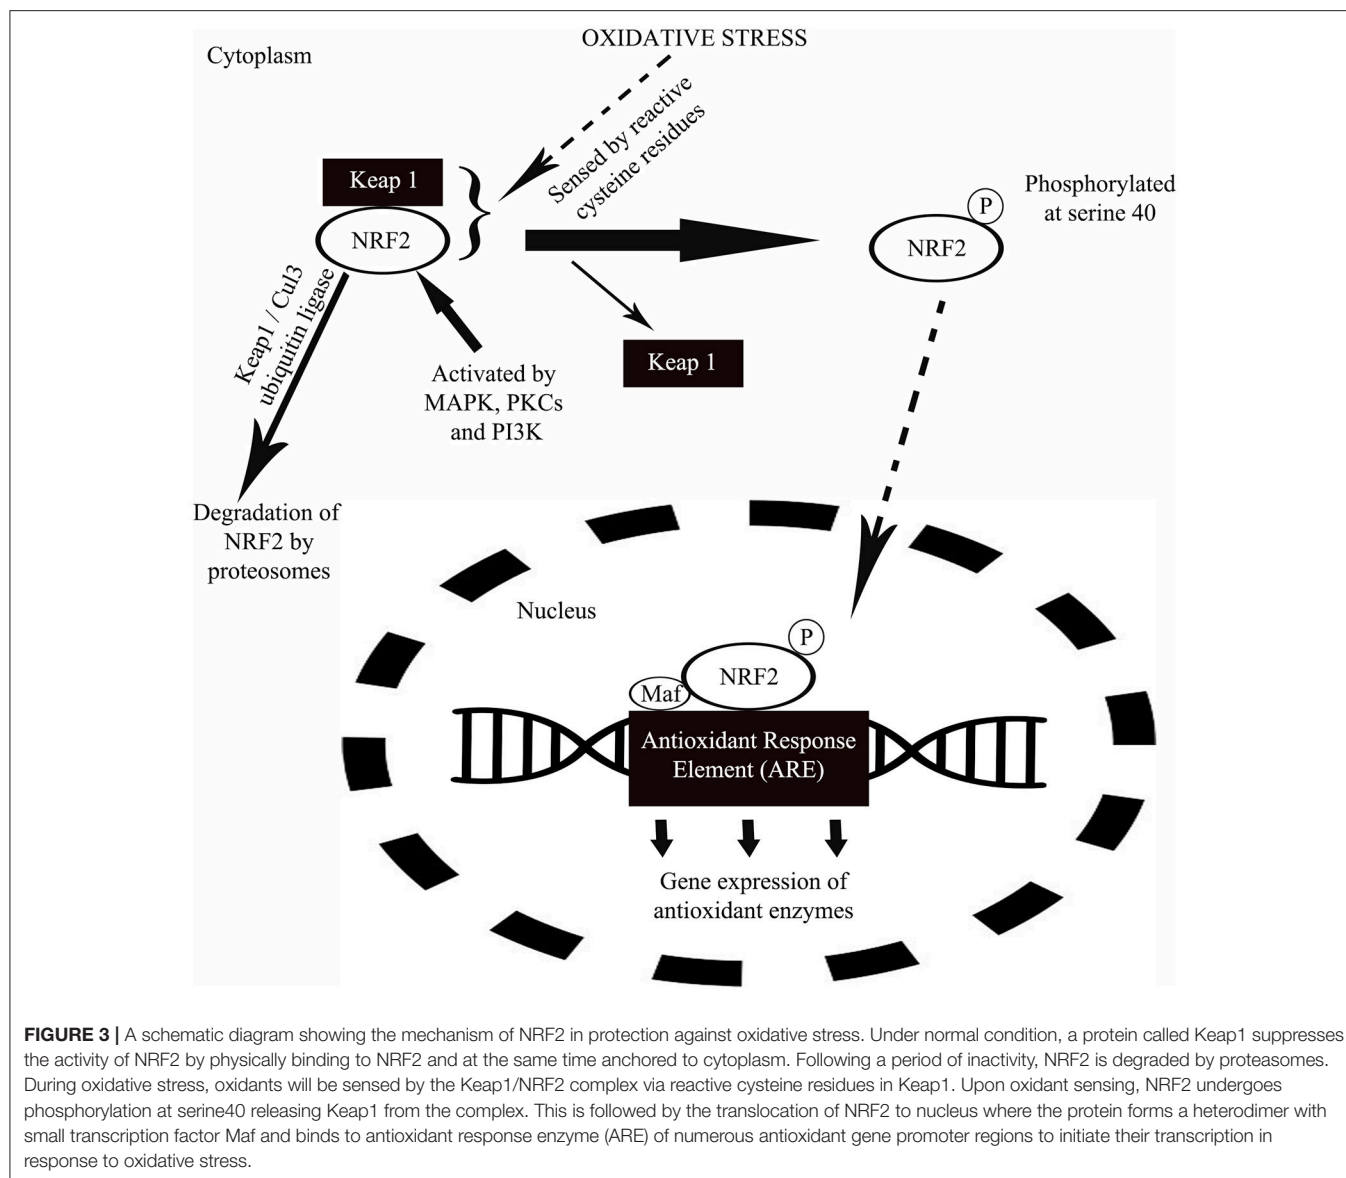 OXIDATIVE STRESS
Cytoplasm
Sensed by reactive
cysteine residues
Keap 1
NRF2
P
NRF2
Phosphorylated
at serine 40
Keap1 / Cul3
ubiquitin ligase
Keap 1
Activated by
MAPK, PKCs
and PI3K
Degradation of
NRF2 by
proteosomes
Nucleus
P
NRF2
Maf
Antioxidant Response
Element (ARE)
Gene expression of
antioxidant enzymes
FIGURE 3 | A schematic diagram showing the mechanism of NRF2 in protection against oxidative stress. Under normal condition, a protein called Keap1 suppresses
the activity of NRF2 by physically binding to NRF2 and at the same time anchored to cytoplasm. Following a period of inactivity, NRF2 is degraded by proteasomes.
During oxidative stress, oxidants will be sensed by the Keap1/NRF2 complex via reactive cysteine residues in Keap1. Upon oxidant sensing, NRF2 undergoes
phosphorylation at serine40 releasing Keap1 from the complex. This is followed by the translocation of NRF2 to nucleus where the protein forms a heterodimer with
small transcription factor Maf and binds to antioxidant response enzyme (ARE) of numerous antioxidant gene promoter regions to initiate their transcription in
response to oxidative stress.